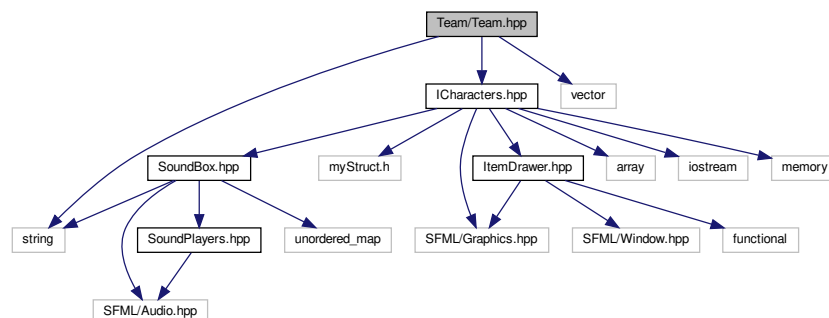 Team/Team.hpp
ICharacters.hpp
vector
SoundBox.hpp
myStruct.h
ItemDrawer.hpp
array
iostream
memory
string
SoundPlayers.hpp
unordered_map
SFML/Graphics.hpp
SFML/Window.hpp
functional
SFML/Audio.hpp